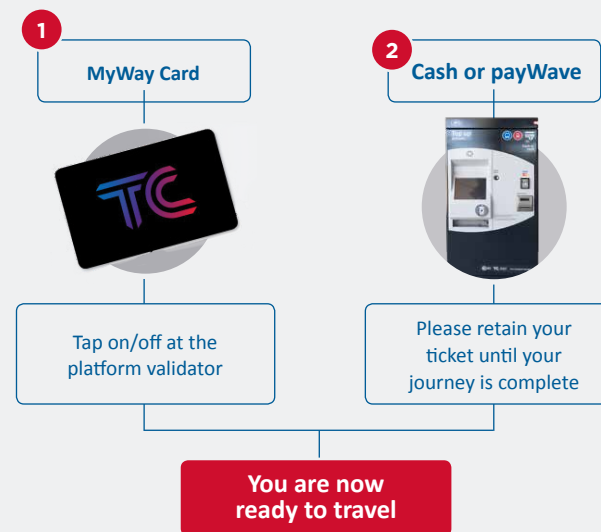 1
MyWay Card
TC
Tap on/off at the
platform validator
2
Cash or payWave
Please retain your
ticket until your
journey is complete
You are now
ready to travel